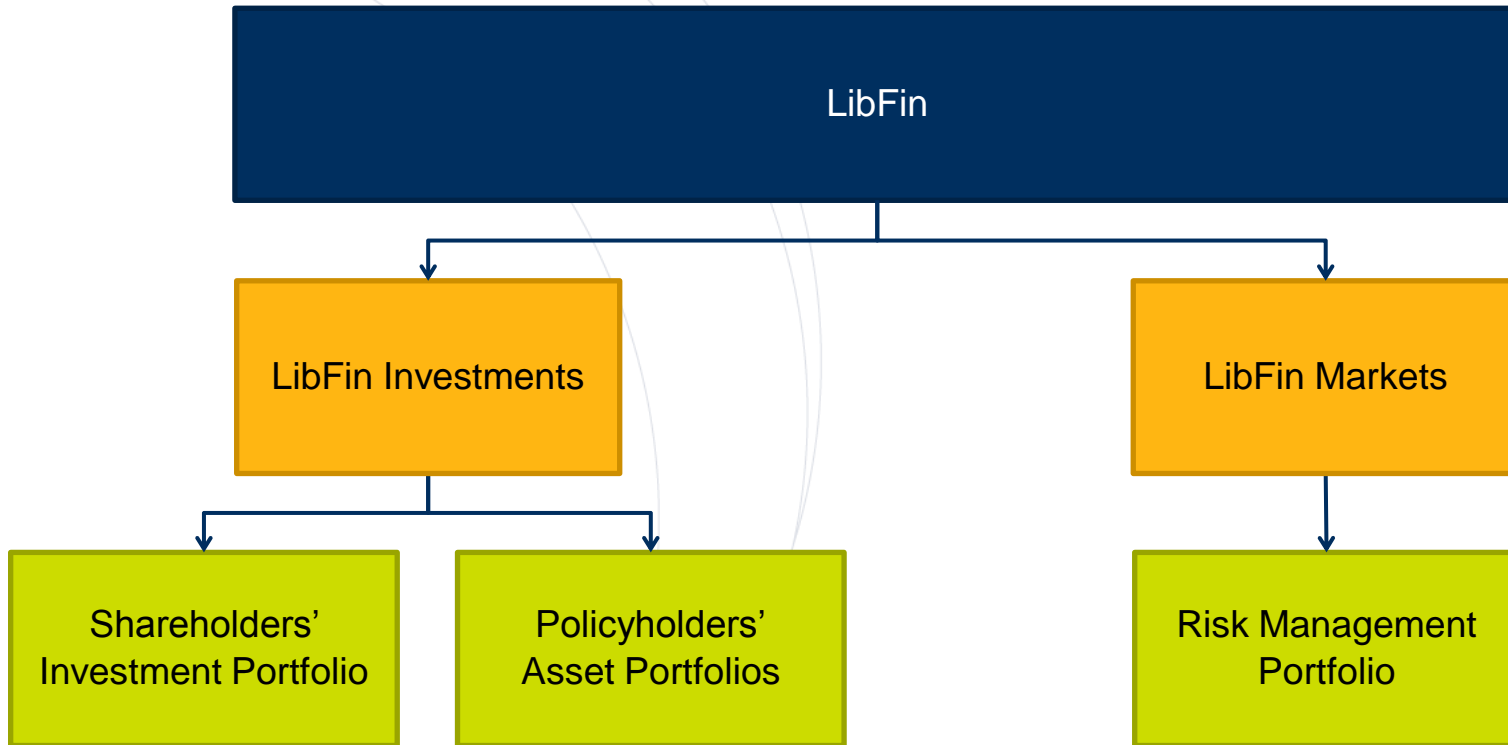 LibFin
LibFin Investments
LibFin Markets
Shareholders’
Investment Portfolio
Policyholders’
Asset Portfolios
Risk Management
Portfolio